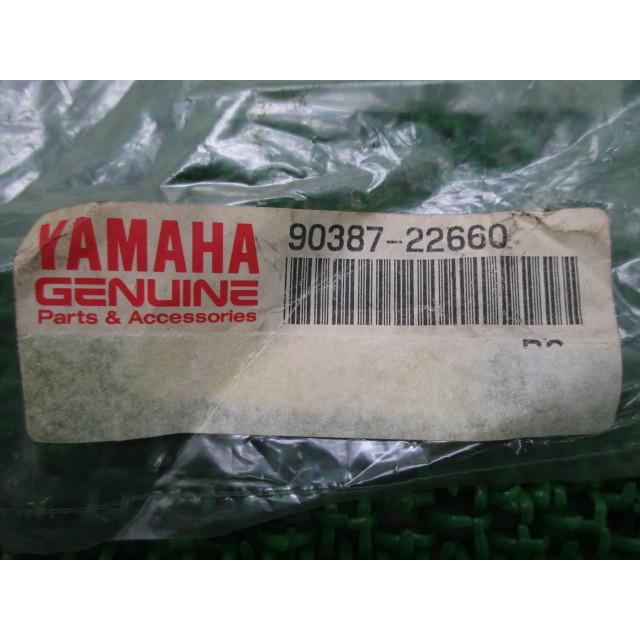 YAMAHA
GENUINE
Parts & Accessories
90387-22660